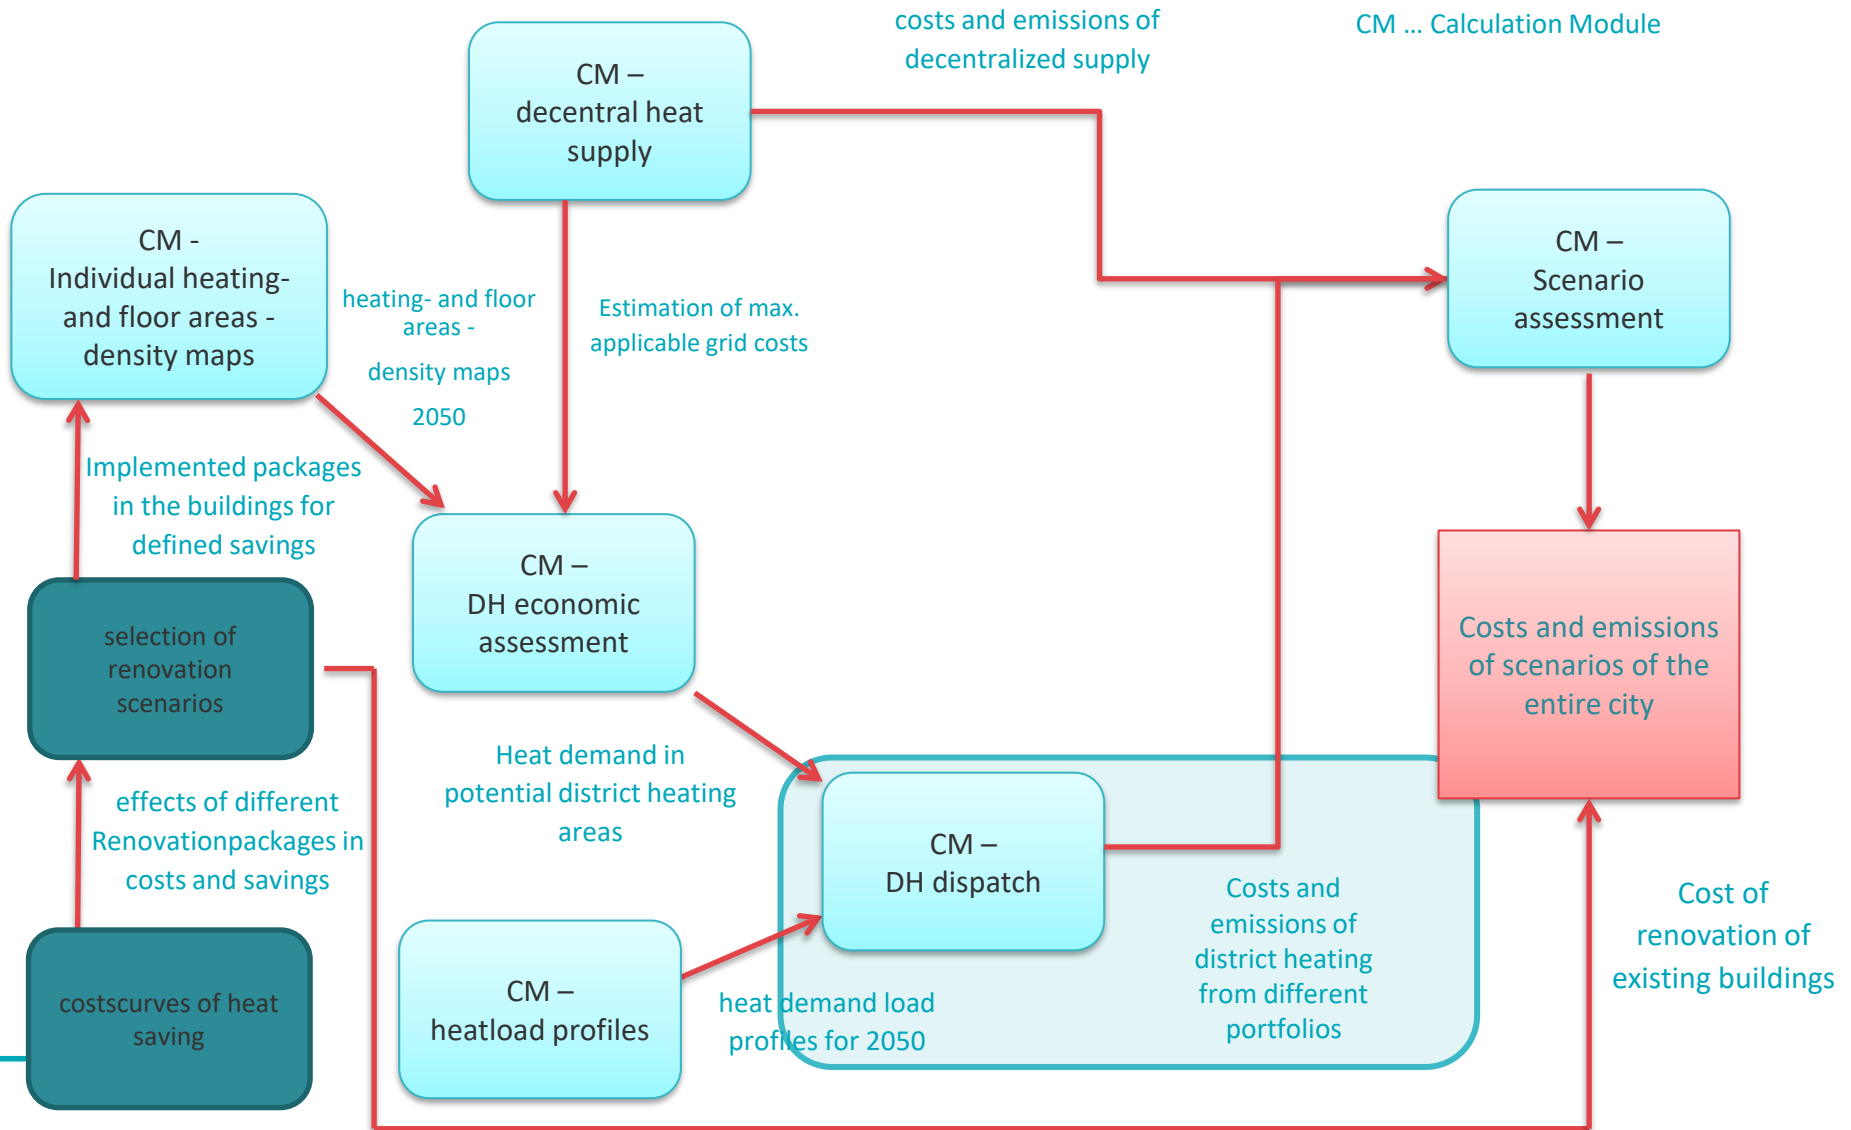 costs and emissions of
decentralized supply
CM ... Calculation Module
CM –
decentral heat
supply
CM -
Individual heating-
and floor areas -
density maps
heating- and floor
areas -
density maps
2050
Estimation of max.
applicable grid costs
CM –
Scenario
assessment
Implemented packages
in the buildings for
defined savings
CM –
DH economic
assessment
selection of
renovation
scenarios
Costs and emissions
of scenarios of the
entire city
Heat demand in
potential district heating
areas
effects of different
Renovationpackages in
costs and savings
CM –
DH dispatch
Costs and
emissions of
district heating
from different
portfolios
Cost of
renovation of
existing buildings
costscurves of heat
saving
CM –
heatload profiles
heat demand load
profiles for 2050